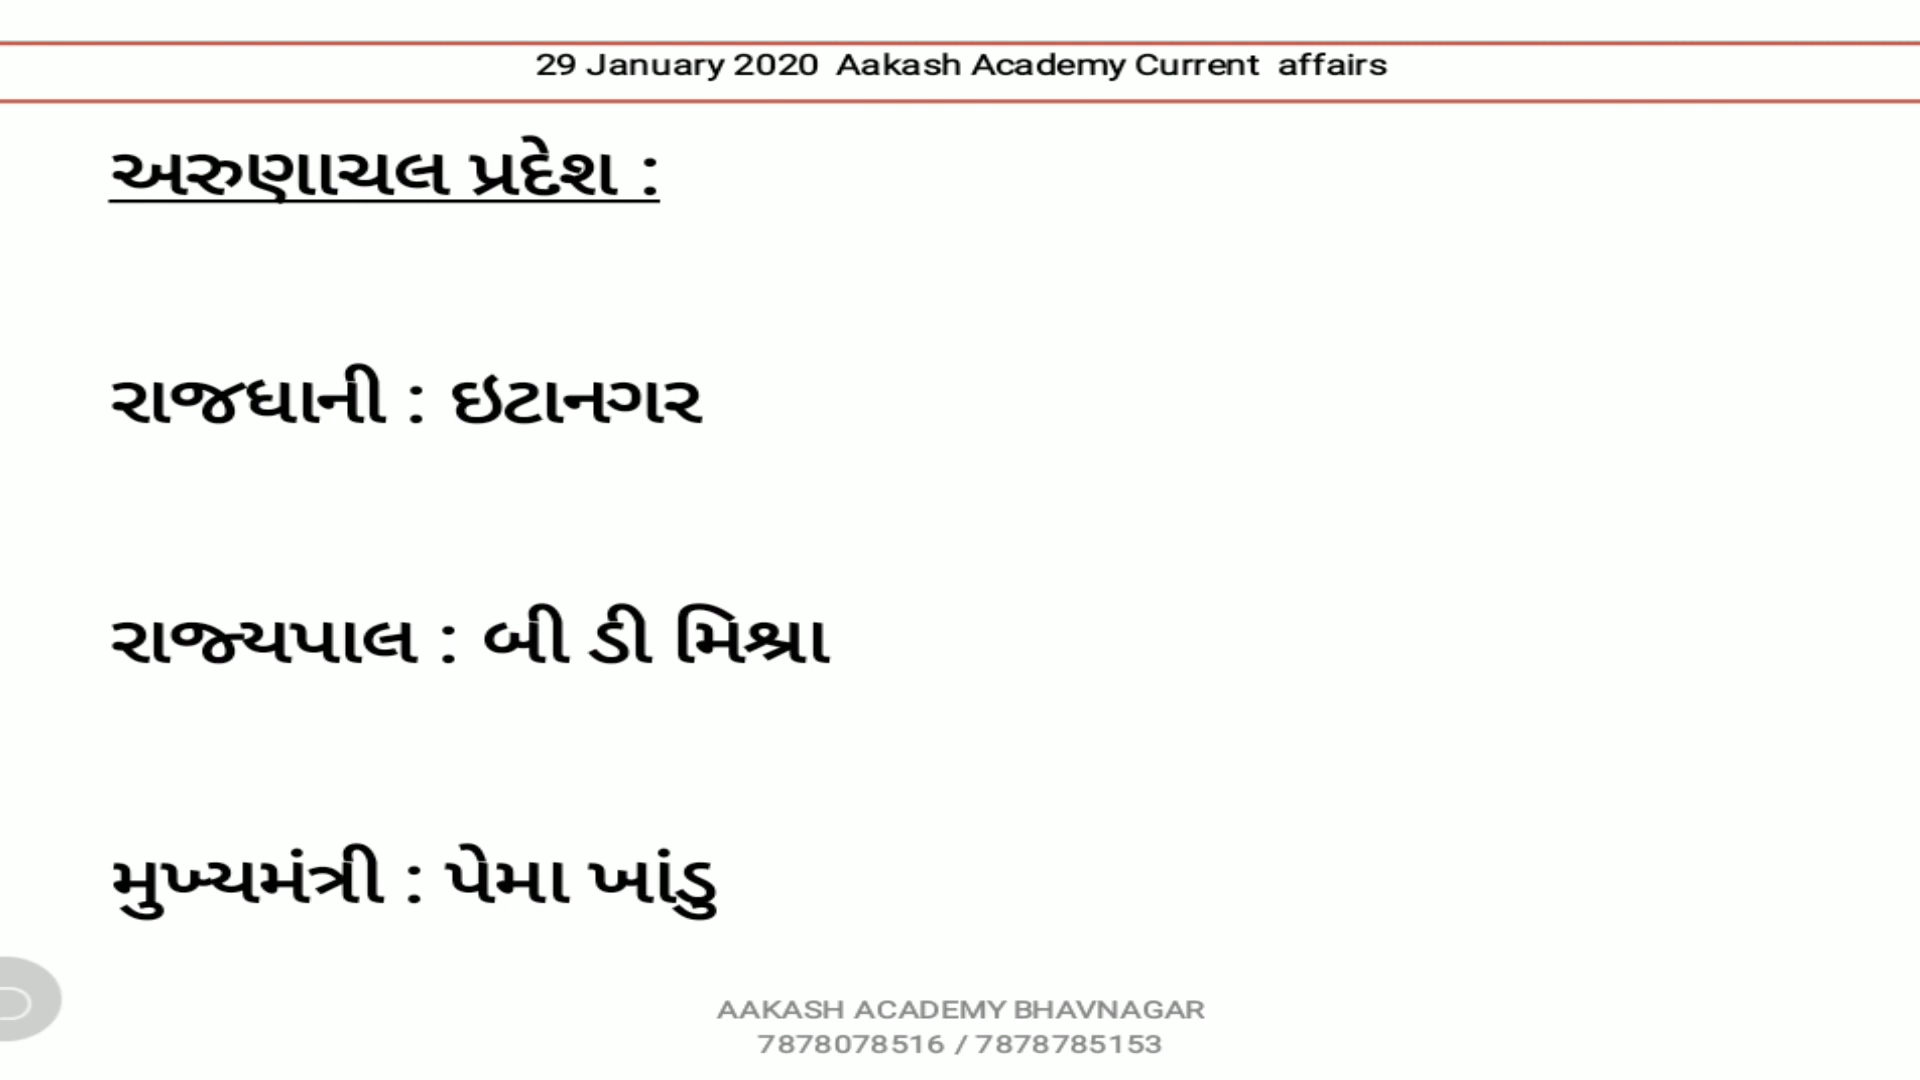 29 January 2020 Aakash Academy Current affairs
અરુણાચલ પ્રદેશ :
રાજધાની : ઇટાનગર
રાજ્યપાલ : બી ડી મિશ્રા
મુખ્યમંત્રી : પેમા ખાંડુ
AAKASH ACADEMY BHAVNAGAR
7878078516 / 7878785153